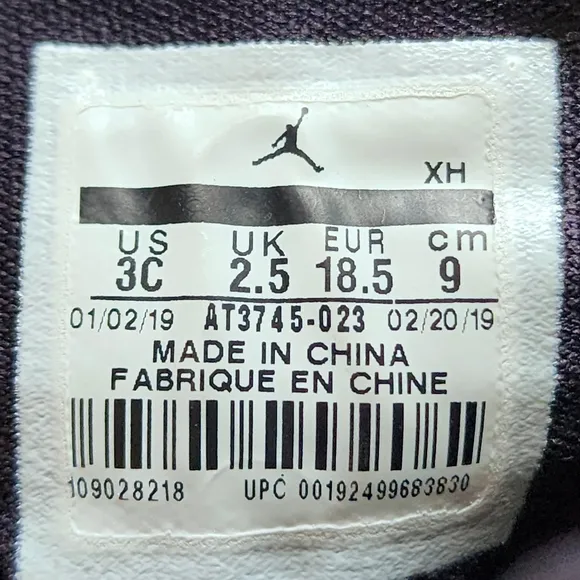 XH
US UK EUR cm
3C 2.5 18.5 9
01/02/19 AT3745-023 02/20/19
MADE IN CHINA
FABRIQUE EN CHINE
109028218 UPC 00192499683830